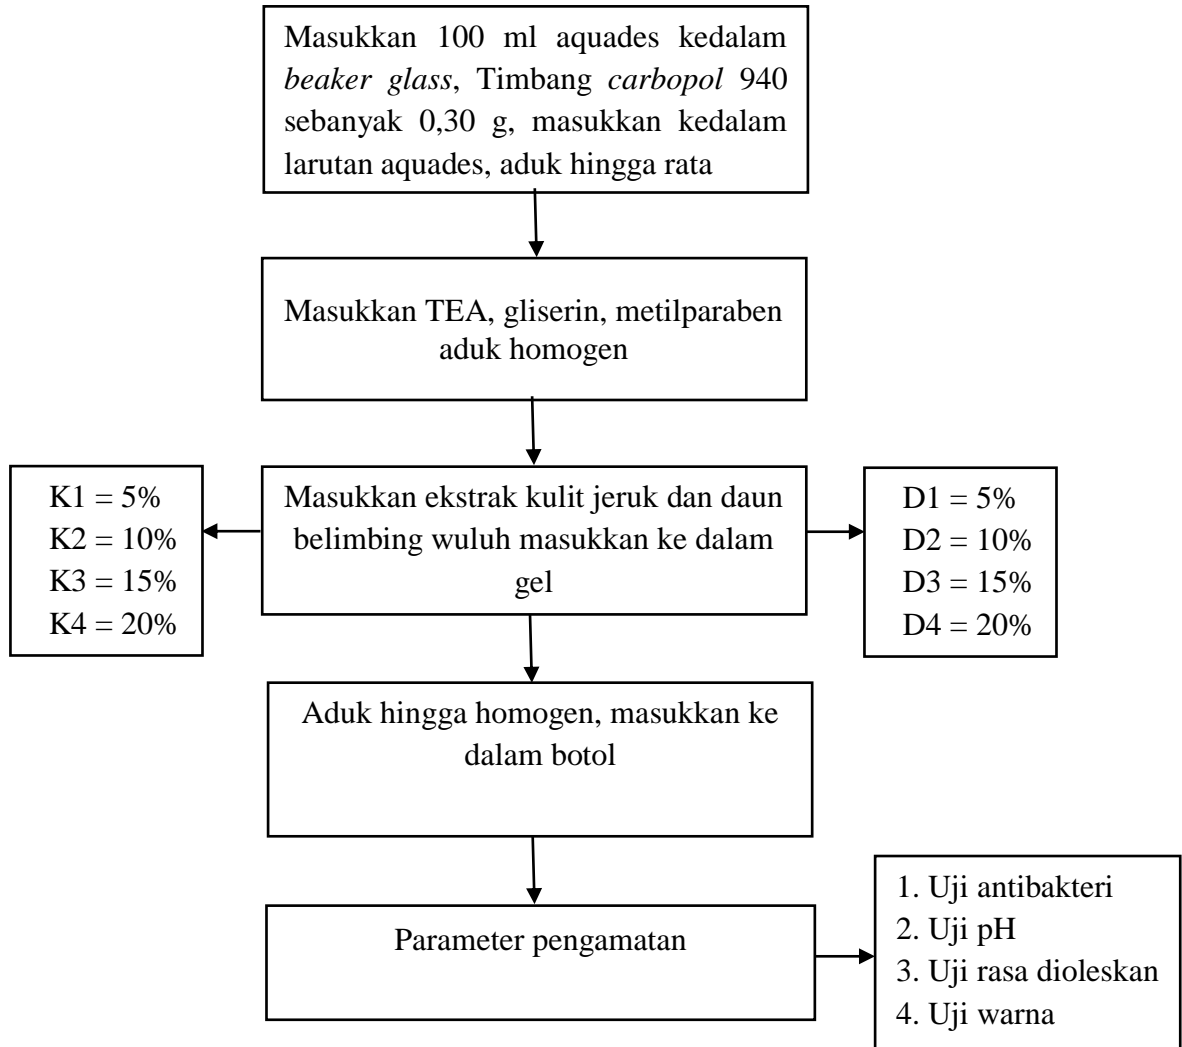 Masukkan 100 ml aquades kedalam
beaker glass, Timbang carbopol 940
sebanyak 0,30 g, masukkan kedalam
larutan aquades, aduk hingga rata
Masukkan TEA, gliserin, metilparaben
aduk homogen
K1 = 5%
K2 = 10%
K3 = 15%
K4 = 20%
Masukkan ekstrak kulit jeruk dan daun
belimbing wuluh masukkan ke dalam
gel
D1 = 5%
D2 = 10%
D3 = 15%
D4 = 20%
Aduk hingga homogen, masukkan ke
dalam botol
Parameter pengamatan
1. Uji antibakteri
2. Uji pH
3. Uji rasa dioleskan
4. Uji warna